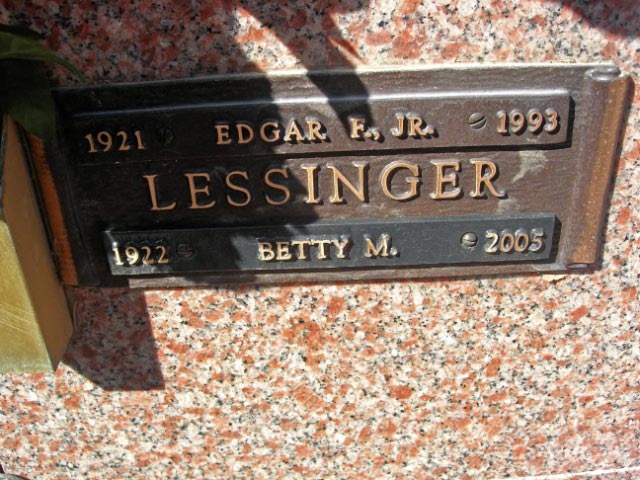 1921 EDGAR F., JR. 1993
LESSINGER
1922 BETTY M. 2005